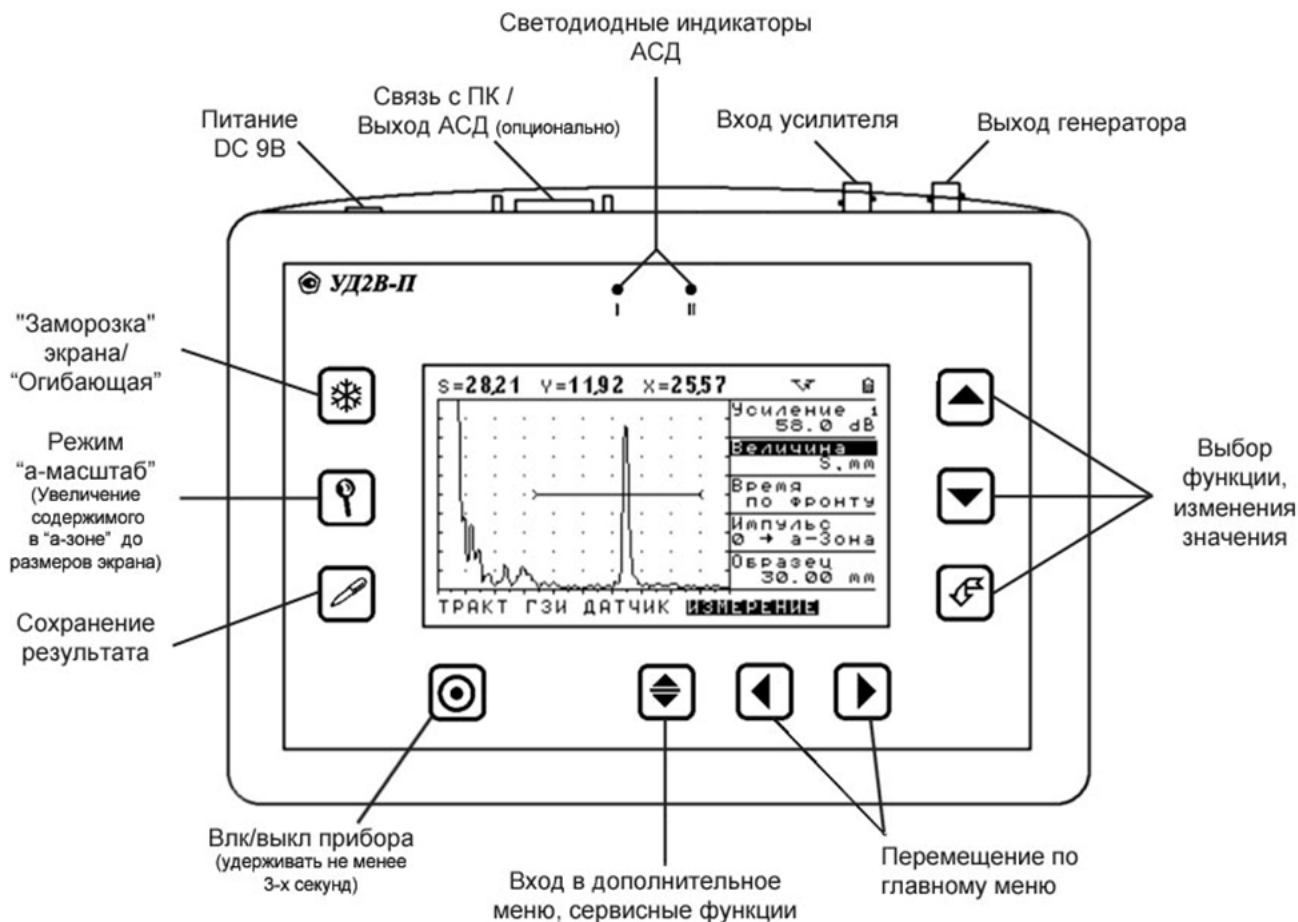 Светодиодные индикаторы
АСД
Связь с ПК /
Выход АСД (опционально)
Питание
DC 9В
Вход усилителя
Выход генератора
УД2В-П
I
II
"Заморозка"
экрана/
“Огибающая”
Режим
“а-масштаб”
(Увеличение
содержимого
в “а-зоне” до
размеров экрана)
Сохранение
результата
S=28,21 Y=11,92 X=25,57
Усиление 1
58.0 dB
Величина
S,mm
Время
по фронту
Импульс
0 → а-Зона
Образец
30.00 mm
ТРАКТ ГЗИ ДАТЧИК ИЗМЕРЕНИЕ
Выбор
функции,
изменения
значения
Влк/выкл прибора
(удерживать не менее
3-х секунд)
Вход в дополнительное
меню, сервисные функции
Перемещение по
главному меню